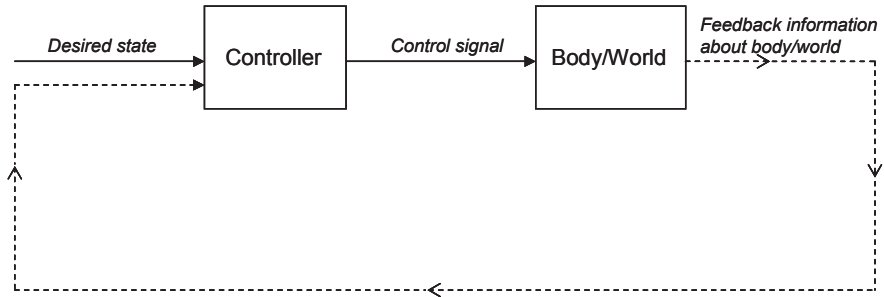 Desired state
Controller
Control signal
Body/World
Feedback information
about body/world